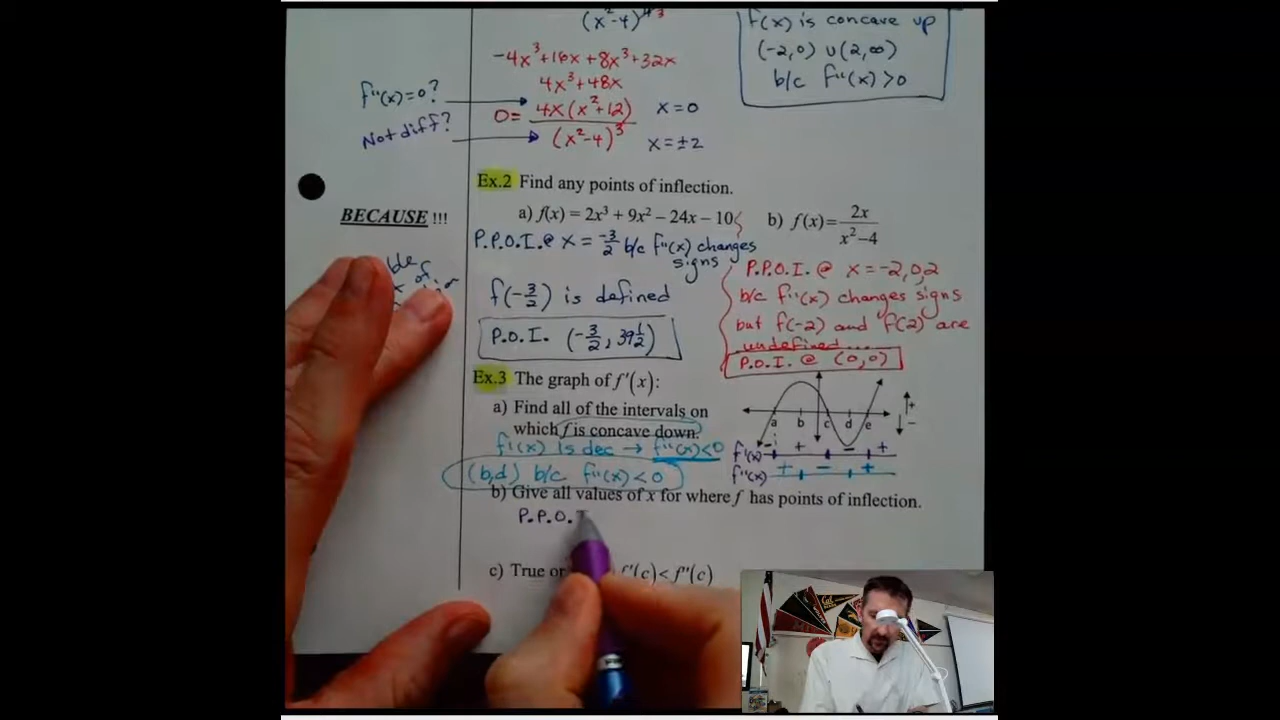 (x²-4)⁴ ³
-4x³+16x+8x³+32x
4x³+48x
f''(x)=0?
0= 4x(x²+12)
x=0
Not diff?
(x²-4)³
x=±2
f(x) is concave up
(-2,0) ∪ (2,∞)
b/c f''(x)>0
Ex.2 Find any points of inflection.
BECAUSE !!!
a) f(x) = 2x³ + 9x² – 24x – 10
P.P.O.I.@ x = -3/2 b/c f''(x) changes
signs
f(-3/2) is defined
P.O.I. (-3/2, 39 1/2)
b) f(x)= 2x / x² – 4
P.P.O.I. @ x = -2,0,2
b/c f''(x) changes signs
but f(-2) and f(2) are
undefined...
P.O.I. @ (0,0)
Ex.3 The graph of f'(x):
a) Find all of the intervals on
which f is concave down.
f'(x) is dec → f''(x)<0
(b,d) b/c f''(x)<0
a b c d e
+
-
f'(x) - + - +
f''(x) + - +
b) Give all values of x for where f has points of inflection.
P.P.O.
c) True or f'(c) < f''(c)
Cal